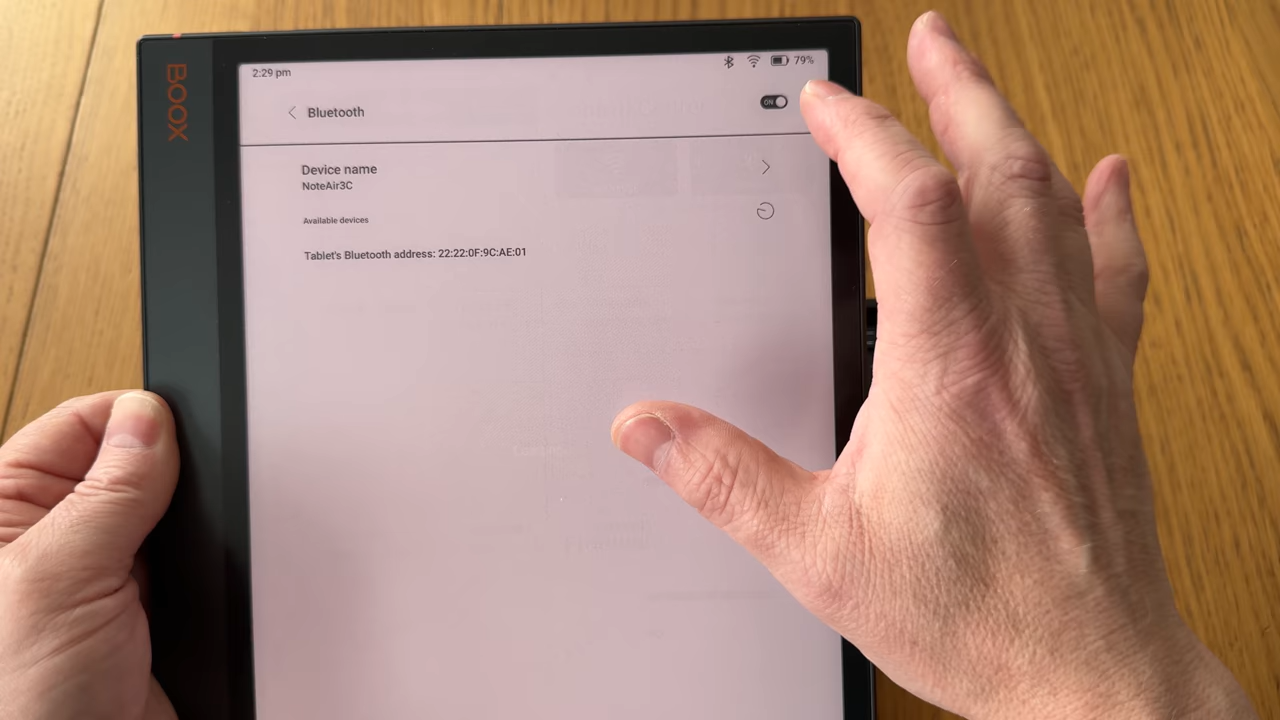 BOOX
2:29 pm
79%
Bluetooth
ON
Device name
NoteAir3C
Available devices
Tablet's Bluetooth address: 22:22:0F:9C:AE:01